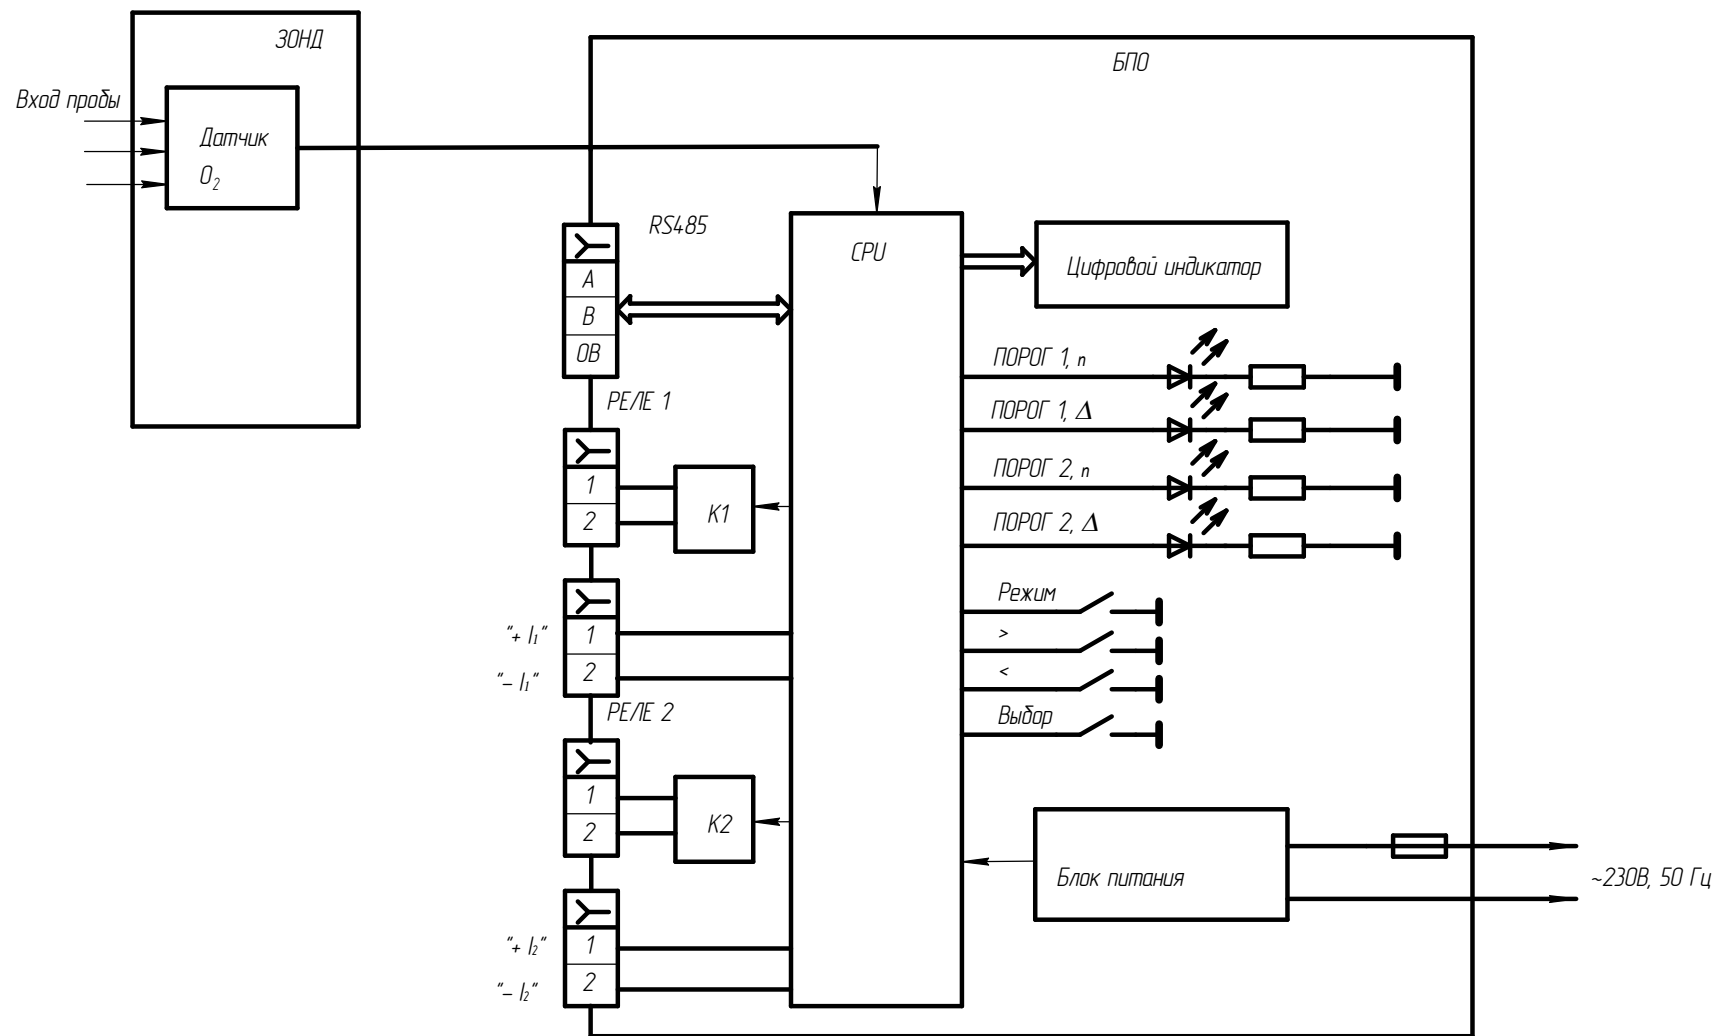 ЗОНД
БПО
Вход пробы
Датчик
O₂
RS485
CPU
A
B
0B
Цифровой индикатор
ПОРОГ 1, п
ПОРОГ 1, Δ
ПОРОГ 2, п
ПОРОГ 2, Δ
РЕЛЕ 1
1
2
K1
"+ I₁"
1
"– I₁"
2
Режим
>
<
Выбор
РЕЛЕ 2
1
2
K2
Блок питания
~230В, 50 Гц
"+ I₂"
1
"– I₂"
2